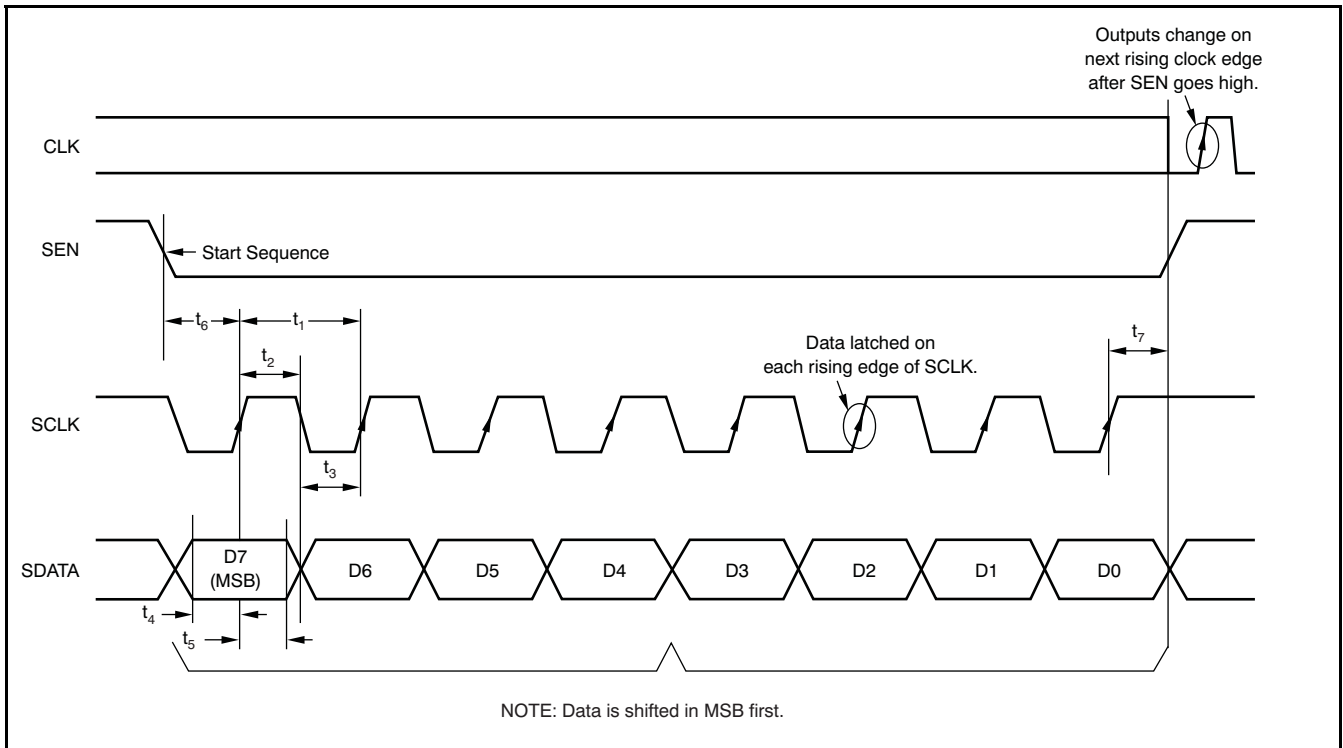 Outputs change on
next rising clock edge
after SEN goes high.
CLK
SEN
Start Sequence
t6
t1
t7
t2
Data latched on
each rising edge of SCLK.
SCLK
t3
SDATA
D7
(MSB)
D6
D5
D4
D3
D2
D1
D0
t4
t5
NOTE: Data is shifted in MSB first.